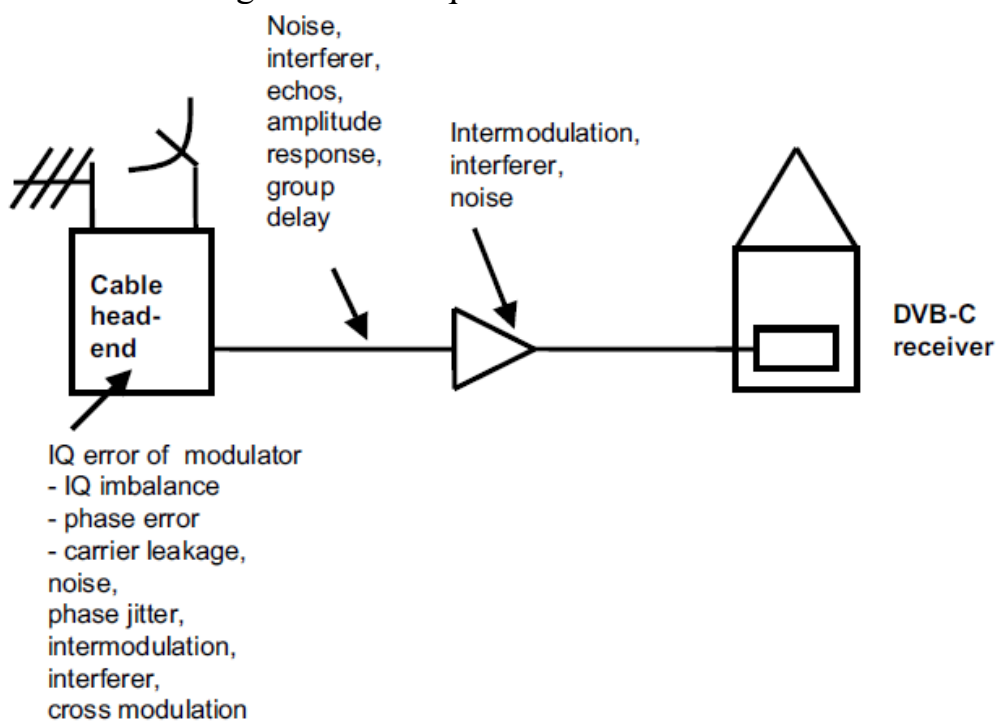 Noise,
interferer,
echos,
amplitude
response,
group
delay
Intermodulation,
interferer,
noise
Cable
head-
end
DVB-C
receiver
IQ error of modulator
- IQ imbalance
- phase error
- carrier leakage,
noise,
phase jitter,
intermodulation,
interferer,
cross modulation